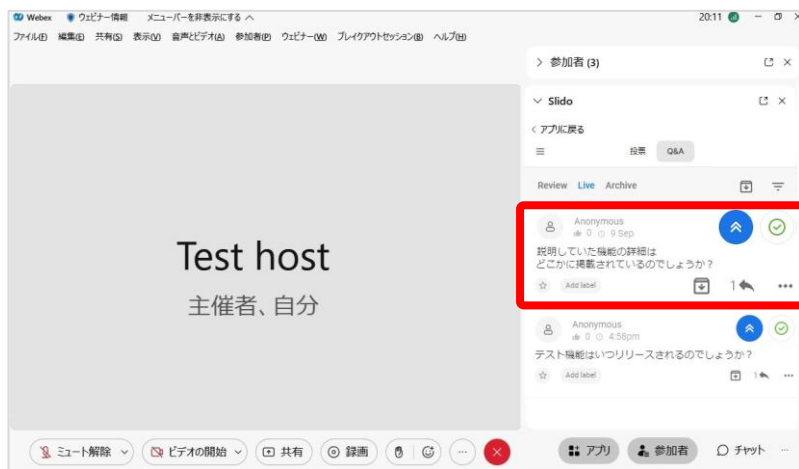 Webex ウェビナー情報 メニューバーを非表示にする 20:11
ファイル(F) 編集(E) 共有(S) 表示(V) 音声とビデオ(A) 参加者(P) ウェビナー(W) ブレイクアウトセッション(B) ヘルプ(H)
参加者 (3)
Slido
アプリに戻る
投票 Q&A
Review Live Archive
Anonymous
0 9 Sep
説明していた機能の詳細は
どこかに掲載されているのでしょうか?
Add label 1
Anonymous
0 4:56pm
テスト機能はいつリリースされるのでしょうか?
Add label 1
Test host
主催者、自分
ミュート解除 ビデオの開始 共有 録画 アプリ 参加者 チャット